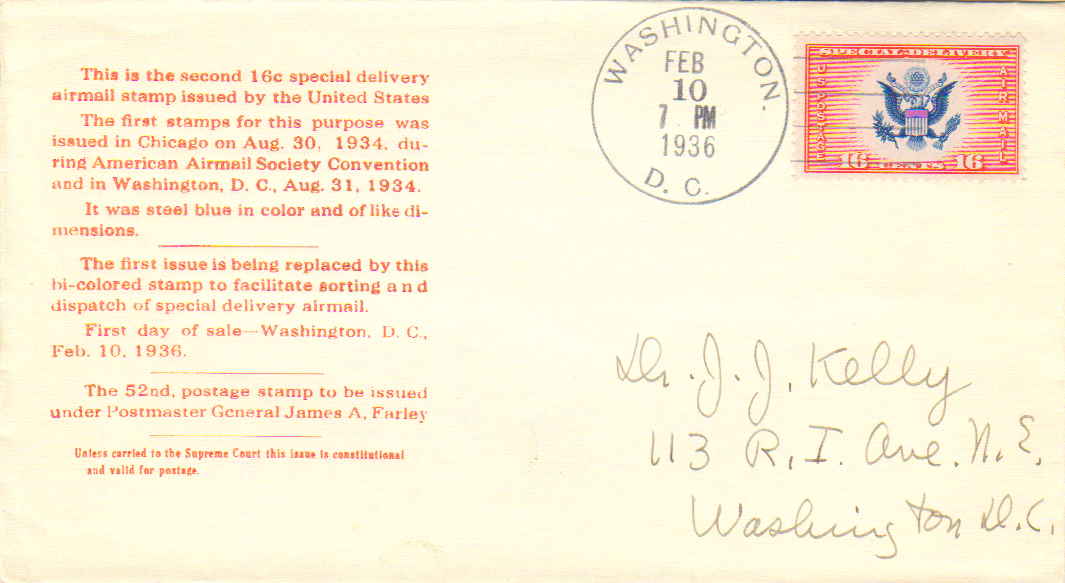 This is the second 16c special delivery
airmail stamp issued by the United States
The first stamps for this purpose was
issued in Chicago on Aug. 30, 1934, du-
ring American Airmail Society Convention
and in Washington, D. C., Aug. 31, 1934.
It was steel blue in color and of like di-
mensions.
The first issue is being replaced by this
bi-colored stamp to facilitate sorting and
dispatch of special delivery airmail.
First day of sale—Washington, D. C.,
Feb. 10, 1936.
The 52nd, postage stamp to be issued
under Postmaster General James A, Farley
Unless carried to the Supreme Court this issue is constitutional
and valid for postage.
WASHINGTON.
FEB
10
7 PM
1936
D. C.
SPECIAL DELIVERY
US POSTAGE
AIR MAIL
16 CENTS 16
Dr. J. J. Kelly
113 R. I. Ave. N. E.
Washington D.C.